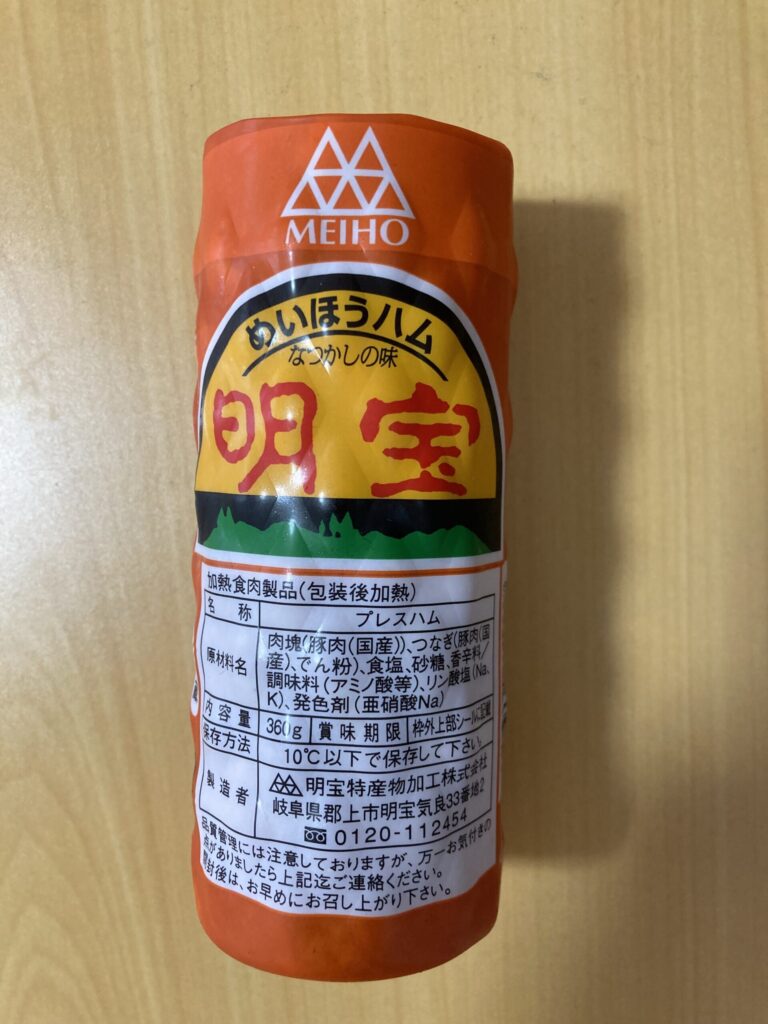 MEIHO
めいほうハム
なつかしの味
明宝
加熱食肉製品(包装後加熱)
名称 プレスハム
原材料名 肉塊(豚肉(国産))、つなぎ(豚肉(国
産)、でん粉)、食塩、砂糖、香辛料/
調味料(アミノ酸等)、リン酸塩(Na、
K)、発色剤(亜硝酸Na)
内容量 360g 賞味期限 枠外上部シールに記載
保存方法 10℃以下で保存して下さい。
製造者 明宝特産物加工株式会社
岐阜県郡上市明宝気良33番地2
0120-112454
品質管理には注意しておりますが、万一お気付きの
点がありましたら上記迄ご連絡ください。
開封後は、お早めにお召し上がり下さい。